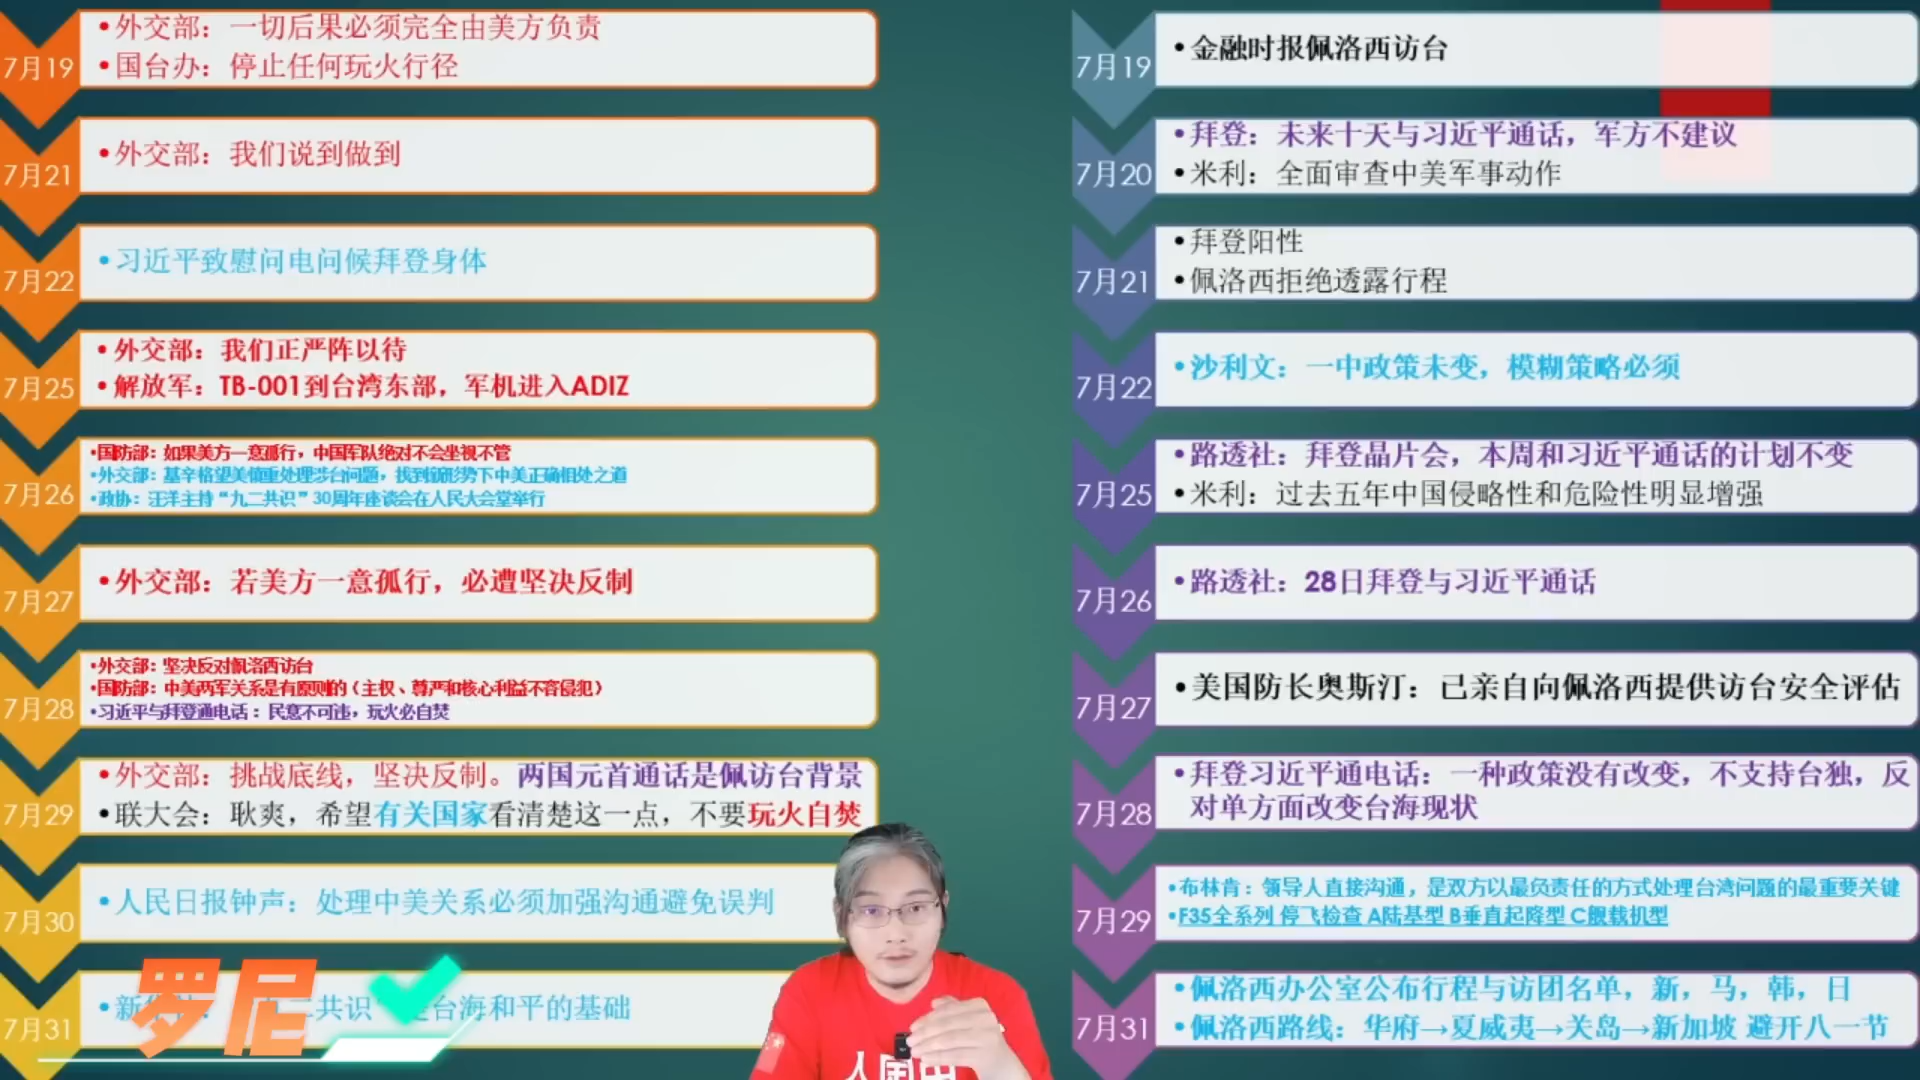 7月19
•外交部：一切后果必须完全由美方负责
•国台办：停止任何玩火行径
7月21
•外交部：我们说到做到
7月22
•习近平致慰问电问候拜登身体
7月25
•外交部：我们正严阵以待
•解放军：TB-001到台湾东部，军机进入ADIZ
7月26
•国防部：如果美方一意孤行，中国军队绝对不会坐视不管
•外交部：基辛格望美慎重处理涉台问题，找到新形势下中美正确相处之道
•政协：汪洋主持“九二共识”30周年座谈会在人民大会堂举行
7月27
•外交部：若美方一意孤行，必遭坚决反制
7月28
•外交部：坚决反对佩洛西访台
•国防部：中美两军关系是有原则的（主权、尊严和核心利益不容侵犯）
•习近平与拜登通电话：民意不可违，玩火必自焚
7月29
•外交部：挑战底线，坚决反制。两国元首通话是佩访台背景
•联大会：耿爽，希望有关国家看清楚这一点，不要玩火自焚
7月30
•人民日报钟声：处理中美关系必须加强沟通避免误判
7月31
•新 共识 台海和平的基础
7月19
•金融时报佩洛西访台
7月20
•拜登：未来十天与习近平通话，军方不建议
•米利：全面审查中美军事动作
7月21
•拜登阳性
•佩洛西拒绝透露行程
7月22
•沙利文：一中政策未变，模糊策略必须
7月25
•路透社：拜登晶片会，本周和习近平通话的计划不变
•米利：过去五年中国侵略性和危险性明显增强
7月26
•路透社：28日拜登与习近平通话
7月27
•美国防长奥斯汀：已亲自向佩洛西提供访台安全评估
7月28
•拜登习近平通电话：一种政策没有改变，不支持台独，反
对单方面改变台海现状
7月29
•布林肯：领导人直接沟通，是双方以最负责任的方式处理台湾问题的最重要关键
•F35全系列 停飞检查 A陆基型 B垂直起降型 C舰载机型
7月31
•佩洛西办公室公布行程与访团名单，新，马，韩，日
•佩洛西路线：华府→夏威夷→关岛→新加坡 避开八一节
罗尼